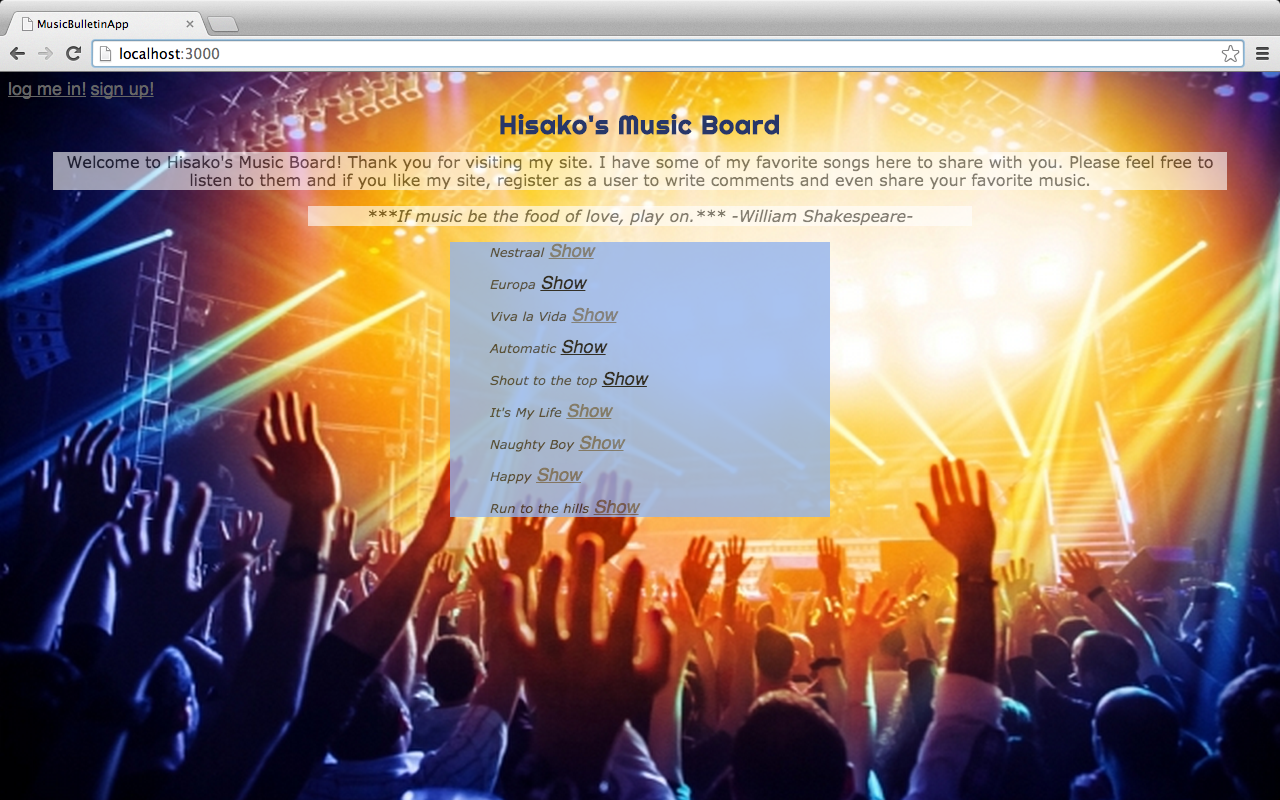 MusicBulletinApp
localhost:3000
log me in! sign up!
Hisako's Music Board
Welcome to Hisako's Music Board! Thank you for visiting my site. I have some of my favorite songs here to share with you. Please feel free to
listen to them and if you like my site, register as a user to write comments and even share your favorite music.
***If music be the food of love, play on.*** -William Shakespeare-
Nestraal Show
Europa Show
Viva la Vida Show
Automatic Show
Shout to the top Show
It's My Life Show
Naughty Boy Show
Happy Show
Run to the hills Show